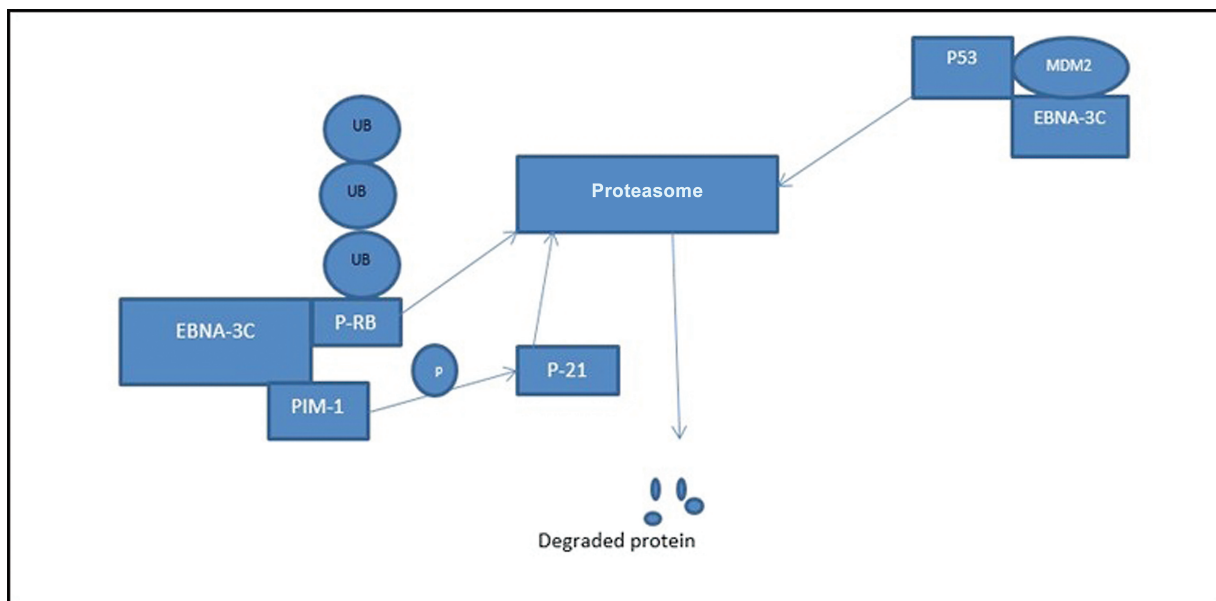 P53
MDM2
EBNA-3C
UB
UB
UB
Proteasome
EBNA-3C
P-RB
P
P-21
PIM-1
Degraded protein